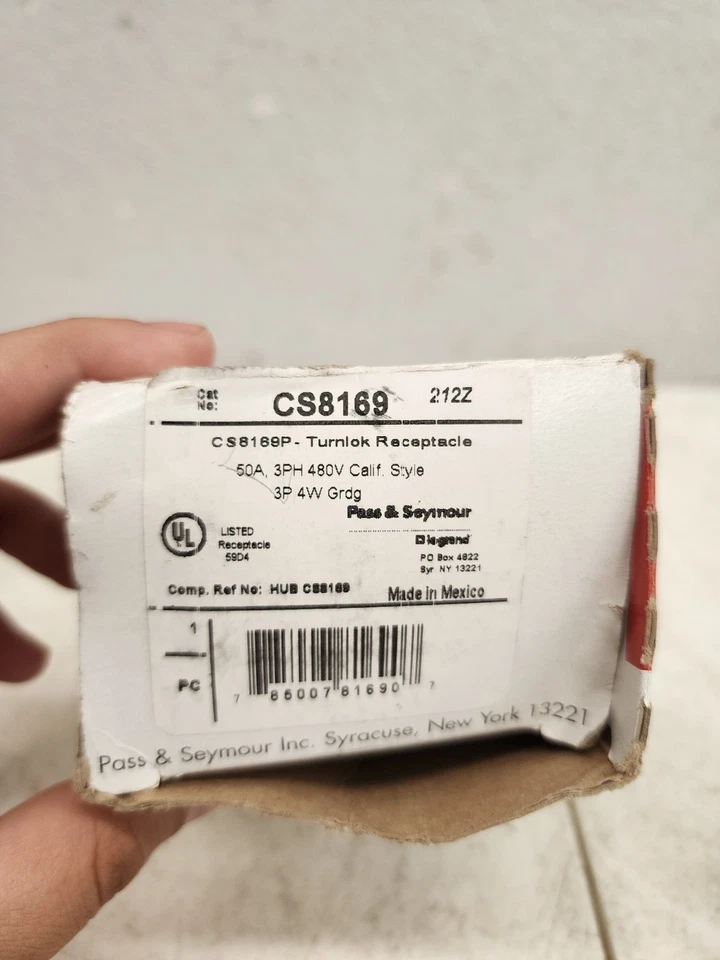 Cat No: CS8169 212Z
CS8169P - Turnlok Receptacle
50A, 3PH 480V Calif. Style
3P 4W Grdg
Pass & Seymour
legrand
UL LISTED
Receptacle
59D4
PO Box 4822
Syr NY 13221
Comp. Ref No: HUB CS8169 Made in Mexico
1
PC
7 85007 81690 7
Pass & Seymour Inc. Syracuse, New York 13221